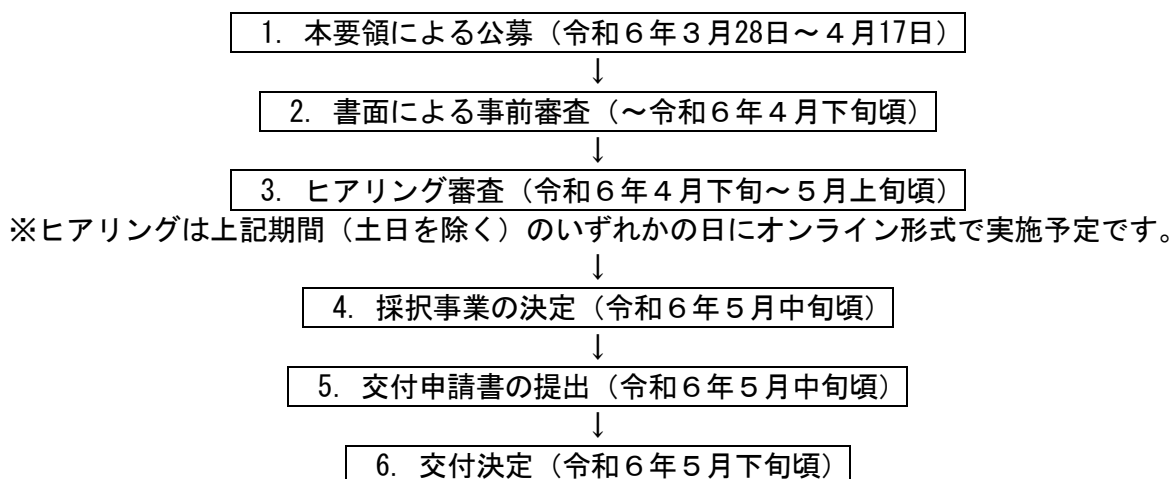 1. 本要領による公募（令和６年３月28日～４月17日）
↓
2. 書面による事前審査（～令和６年４月下旬頃）
↓
3. ヒアリング審査（令和６年４月下旬～５月上旬頃）
※ヒアリングは上記期間（土日を除く）のいずれかの日にオンライン形式で実施予定です。
↓
4. 採択事業の決定（令和６年５月中旬頃）
↓
5. 交付申請書の提出（令和６年５月中旬頃）
↓
6. 交付決定（令和６年５月下旬頃）